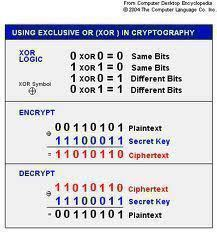 From Computer Desktop Encyclopedia
© 2004 The Computer Language Co. Inc.
USING EXCLUSIVE OR (XOR ) IN CRYPTOGRAPHY
XOR LOGIC
0 XOR 0 = 0 Same Bits
1 XOR 1 = 0 Same Bits
1 XOR 0 = 1 Different Bits
XOR Symbol ⊕
0 XOR 1 = 1 Different Bits
ENCRYPT
00110101 Plaintext
⊕ 11100011 Secret Key
= 11010110 Ciphertext
DECRYPT
11010110 Ciphertext
⊕ 11100011 Secret Key
= 00110101 Plaintext